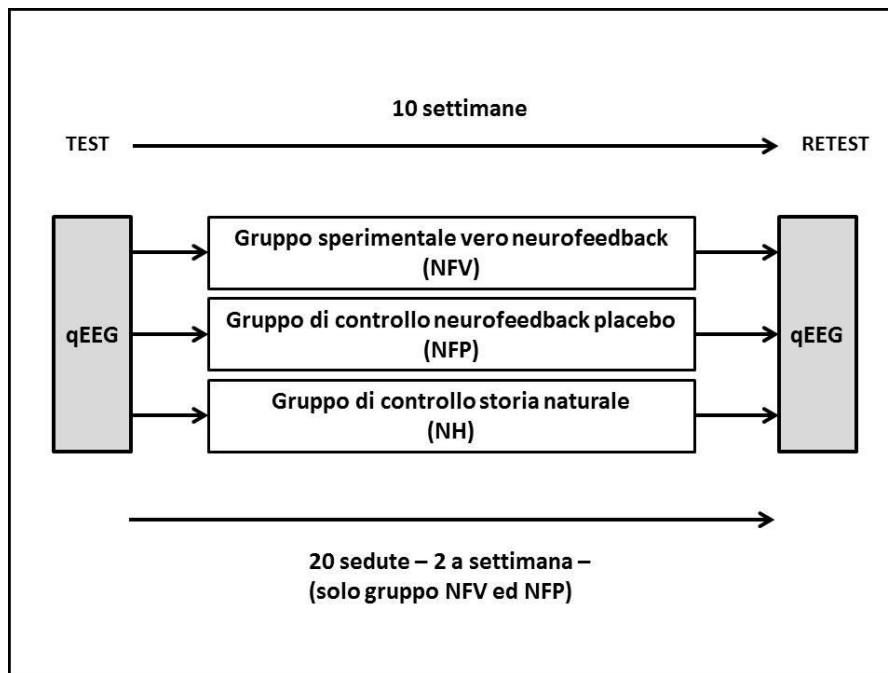 10 settimane
TEST
RETEST
qEEG
Gruppo sperimentale vero neurofeedback
(NFV)
Gruppo di controllo neurofeedback placebo
(NFP)
Gruppo di controllo storia naturale
(NH)
qEEG
20 sedute – 2 a settimana –
(solo gruppo NFV ed NFP)